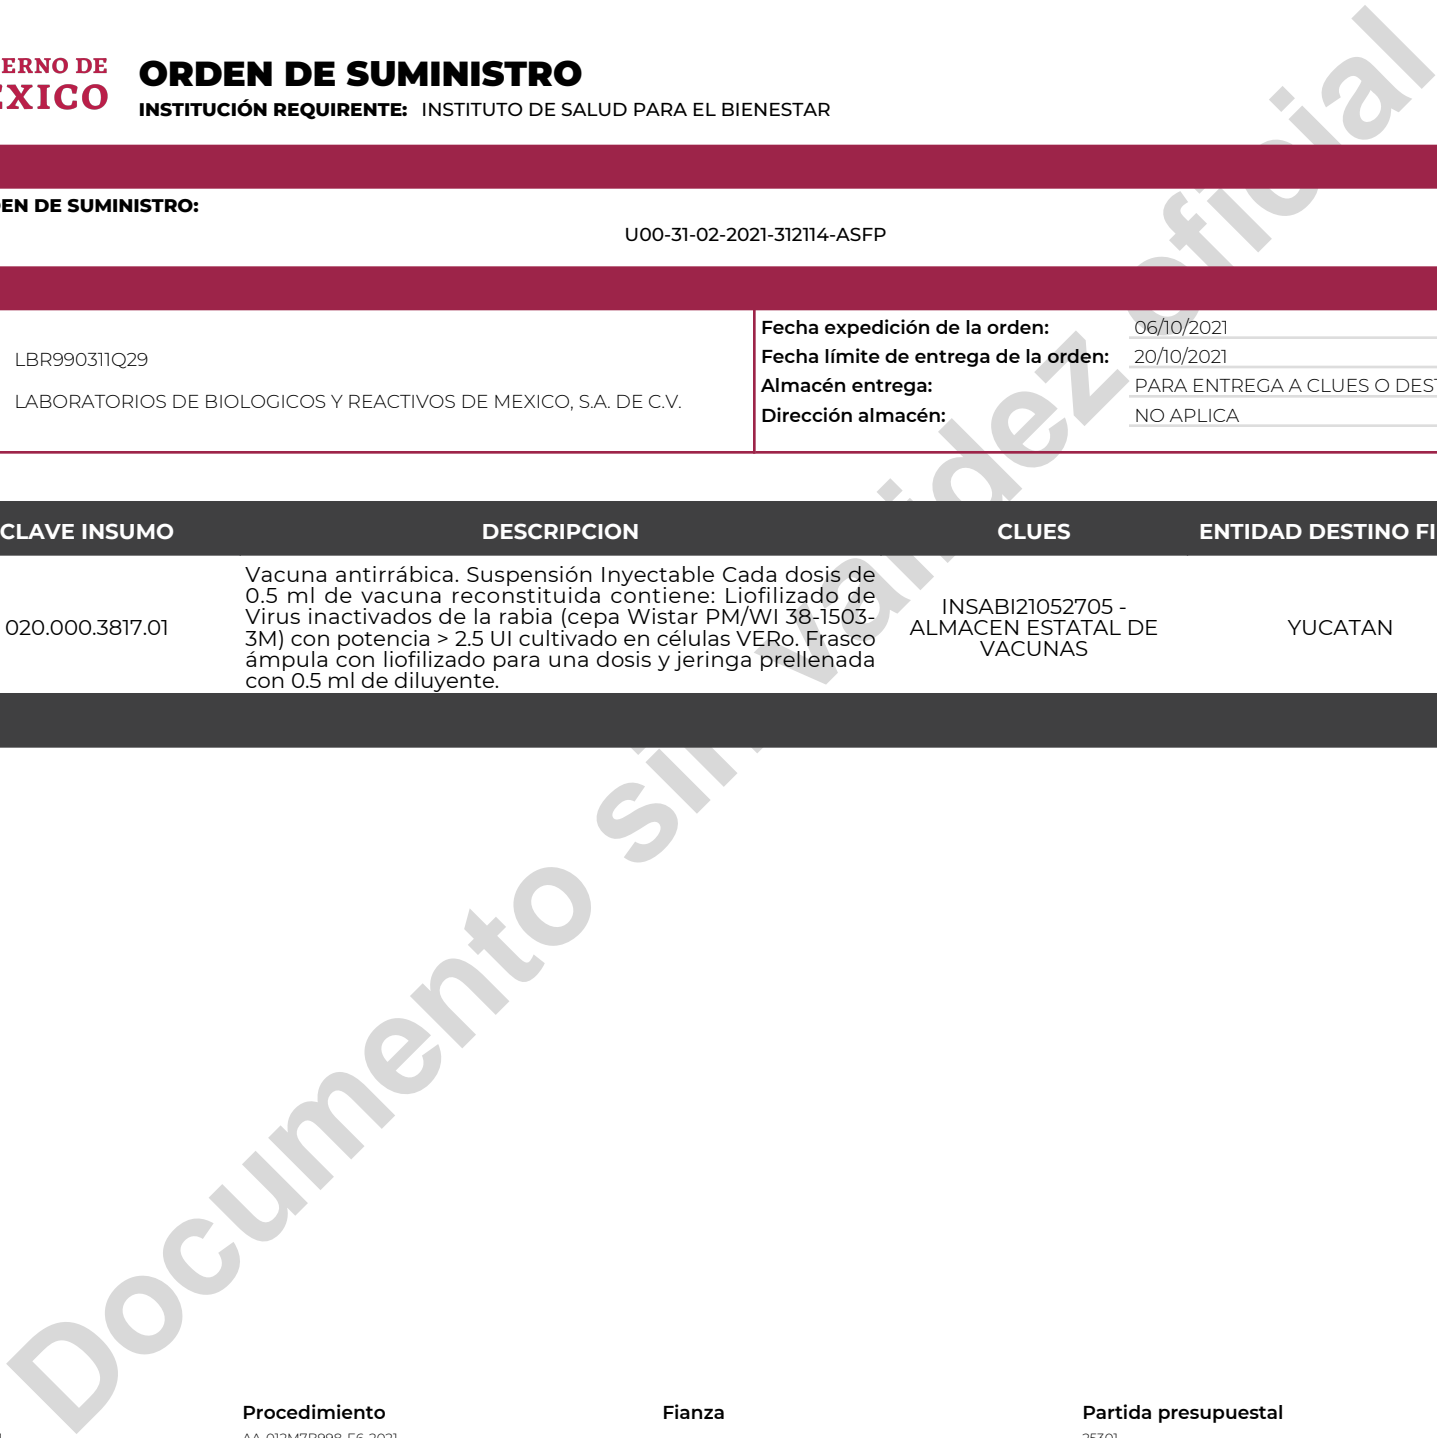 ORDEN DE SUMINISTRO
INSTITUCIÓN REQUIRENTE: INSTITUTO DE SALUD PARA EL BIENESTAR
DE SUMINISTRO:
U00-31-02-2021-312114-ASFP
LBR990311Q29
LABORATORIOS DE BIOLOGICOS Y REACTIVOS DE MEXICO, S.A. DE C.V.
Fecha expedición de la orden: 06/10/2021
Fecha límite de entrega de la orden: 20/10/2021
Almacén entrega: PARA ENTREGA A CLUES O
Dirección almacén: NO APLICA
CLAVE INSUMO DESCRIPCION CLUES ENTIDAD DESTINO
020.000.3817.01
Vacuna antirrábica. Suspensión Inyectable Cada dosis de
0.5 ml de vacuna reconstituida contiene: Liofilizado de
Virus inactivados de la rabia (cepa Wistar PM/WI 38-1503-
3M) con potencia > 2.5 UI cultivado en células VERo. Frasco
ámpula con liofilizado para una dosis y jeringa prellenada
con 0.5 ml de diluyente.
INSABI21052705 -
ALMACEN ESTATAL DE
VACUNAS
YUCATAN
Documento sin validez oficial
Procedimiento Fianza Partida presupuestal